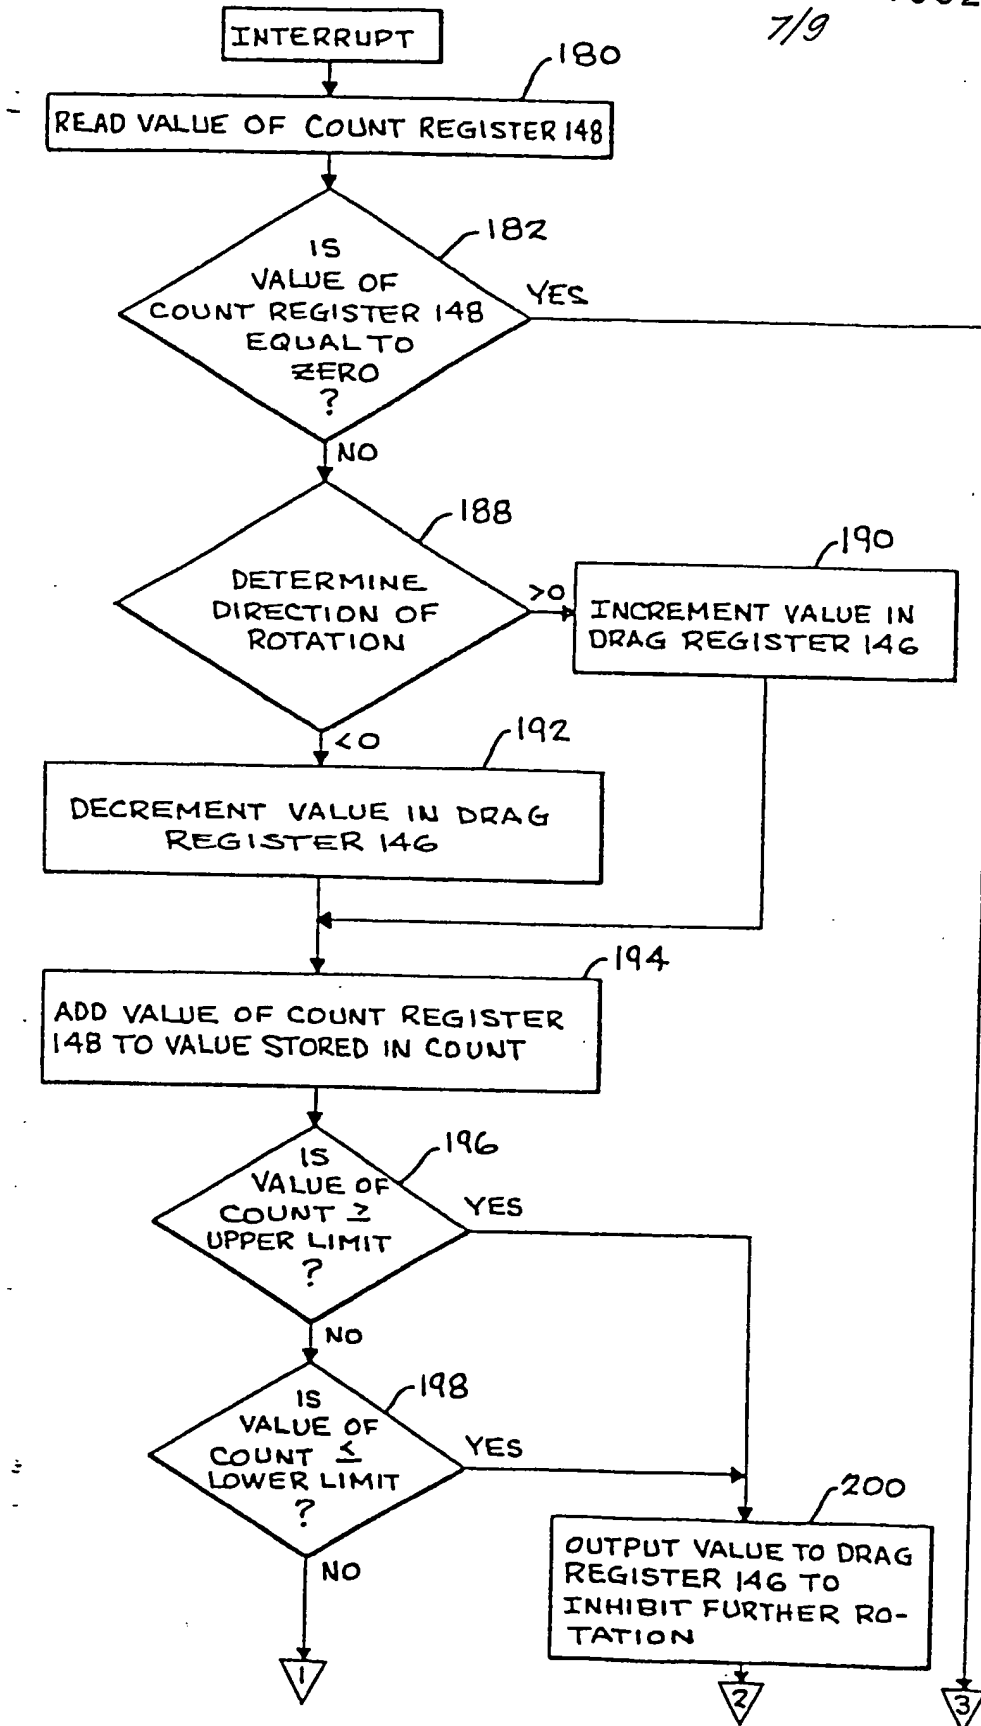 7/9
INTERRUPT
180
READ VALUE OF COUNT REGISTER 148
182
IS
VALUE OF
COUNT REGISTER 148
EQUAL TO
ZERO
?
YES
NO
188
DETERMINE
DIRECTION OF
ROTATION
>0
190
INCREMENT VALUE IN
DRAG REGISTER 146
<0
192
DECREMENT VALUE IN DRAG
REGISTER 146
194
ADD VALUE OF COUNT REGISTER
148 TO VALUE STORED IN COUNT
196
IS
VALUE OF
COUNT ≥
UPPER LIMIT
?
YES
NO
198
IS
VALUE OF
COUNT ≤
LOWER LIMIT
?
YES
NO
200
OUTPUT VALUE TO DRAG
REGISTER 146 TO
INHIBIT FURTHER RO-
TATION
1
2
3